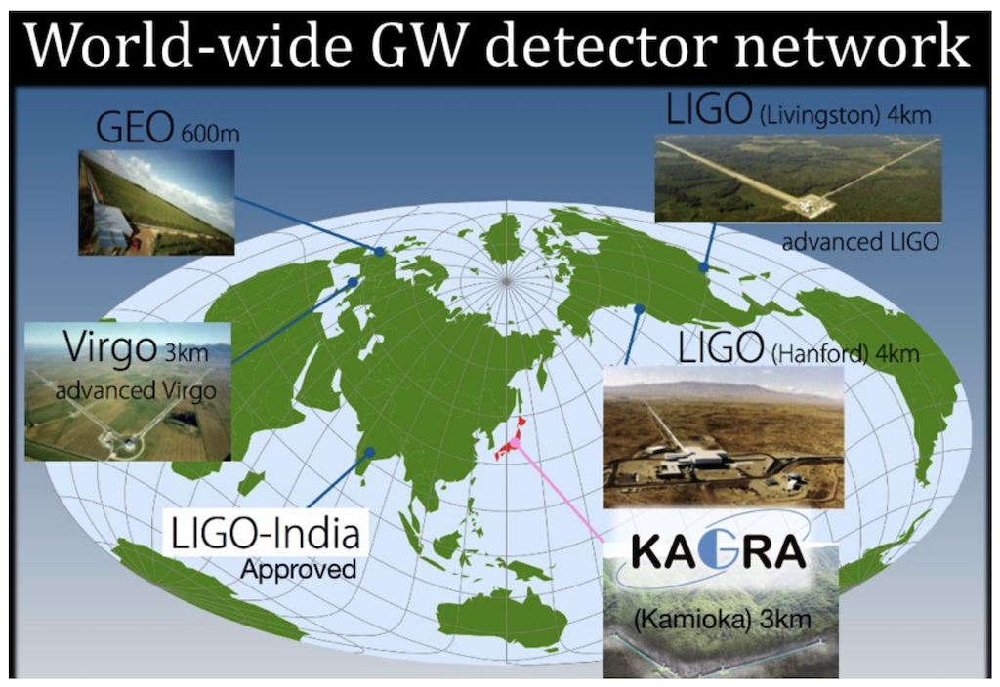 World-wide GW detector network
GEO 600m
LIGO (Livingston) 4km
advanced LIGO
Virgo 3km
advanced Virgo
LIGO (Hanford) 4km
LIGO-India
Approved
KAGRA
(Kamioka) 3km